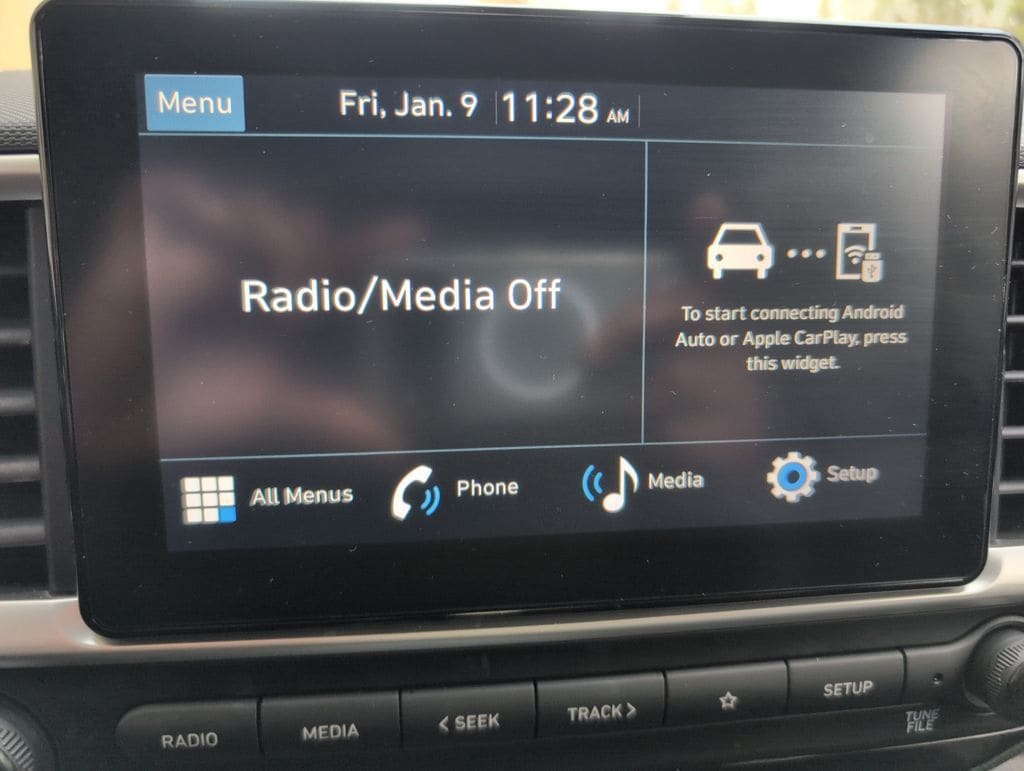 Menu
Fri, Jan. 9
11:28 AM
Radio/Media Off
To start connecting Android
Auto or Apple CarPlay, press
this widget.
All Menus
Phone
Media
Setup
RADIO
MEDIA
< SEEK
TRACK >
SETUP
TUNE
FILE